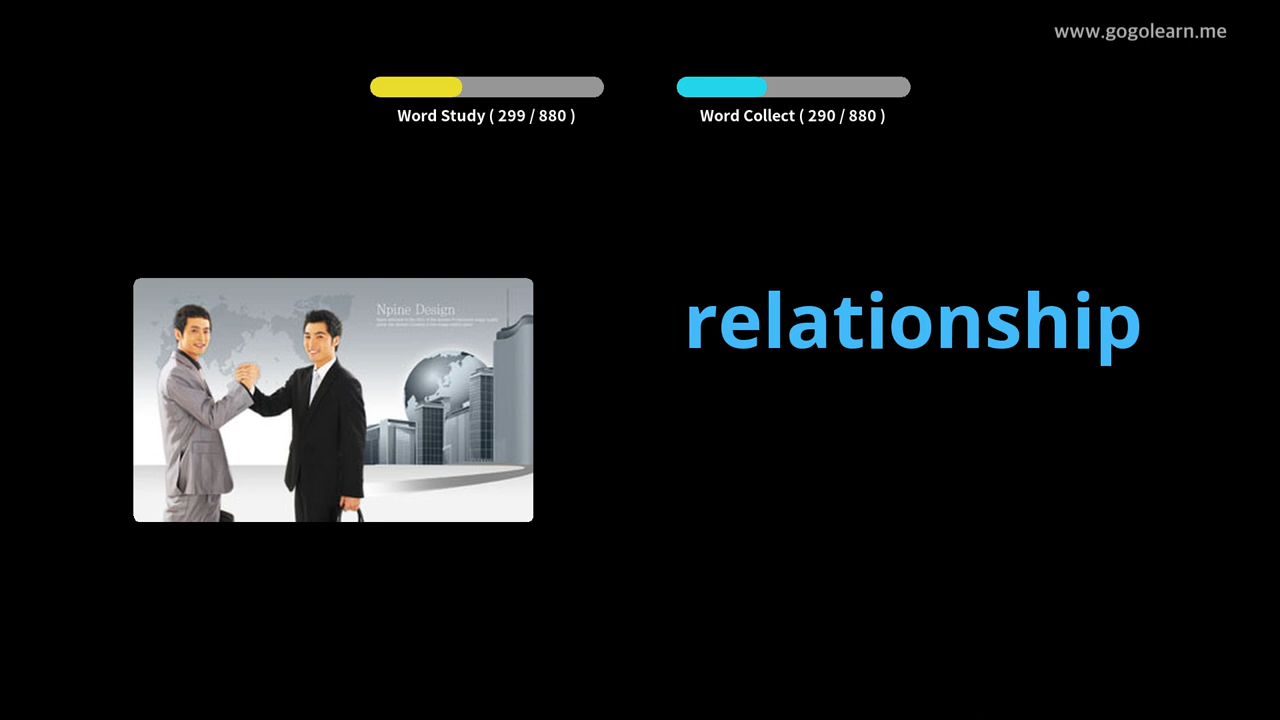 www.gogolearn.me
Word Study ( 299 / 880 )
Word Collect ( 290 / 880 )
Npine Design
relationship